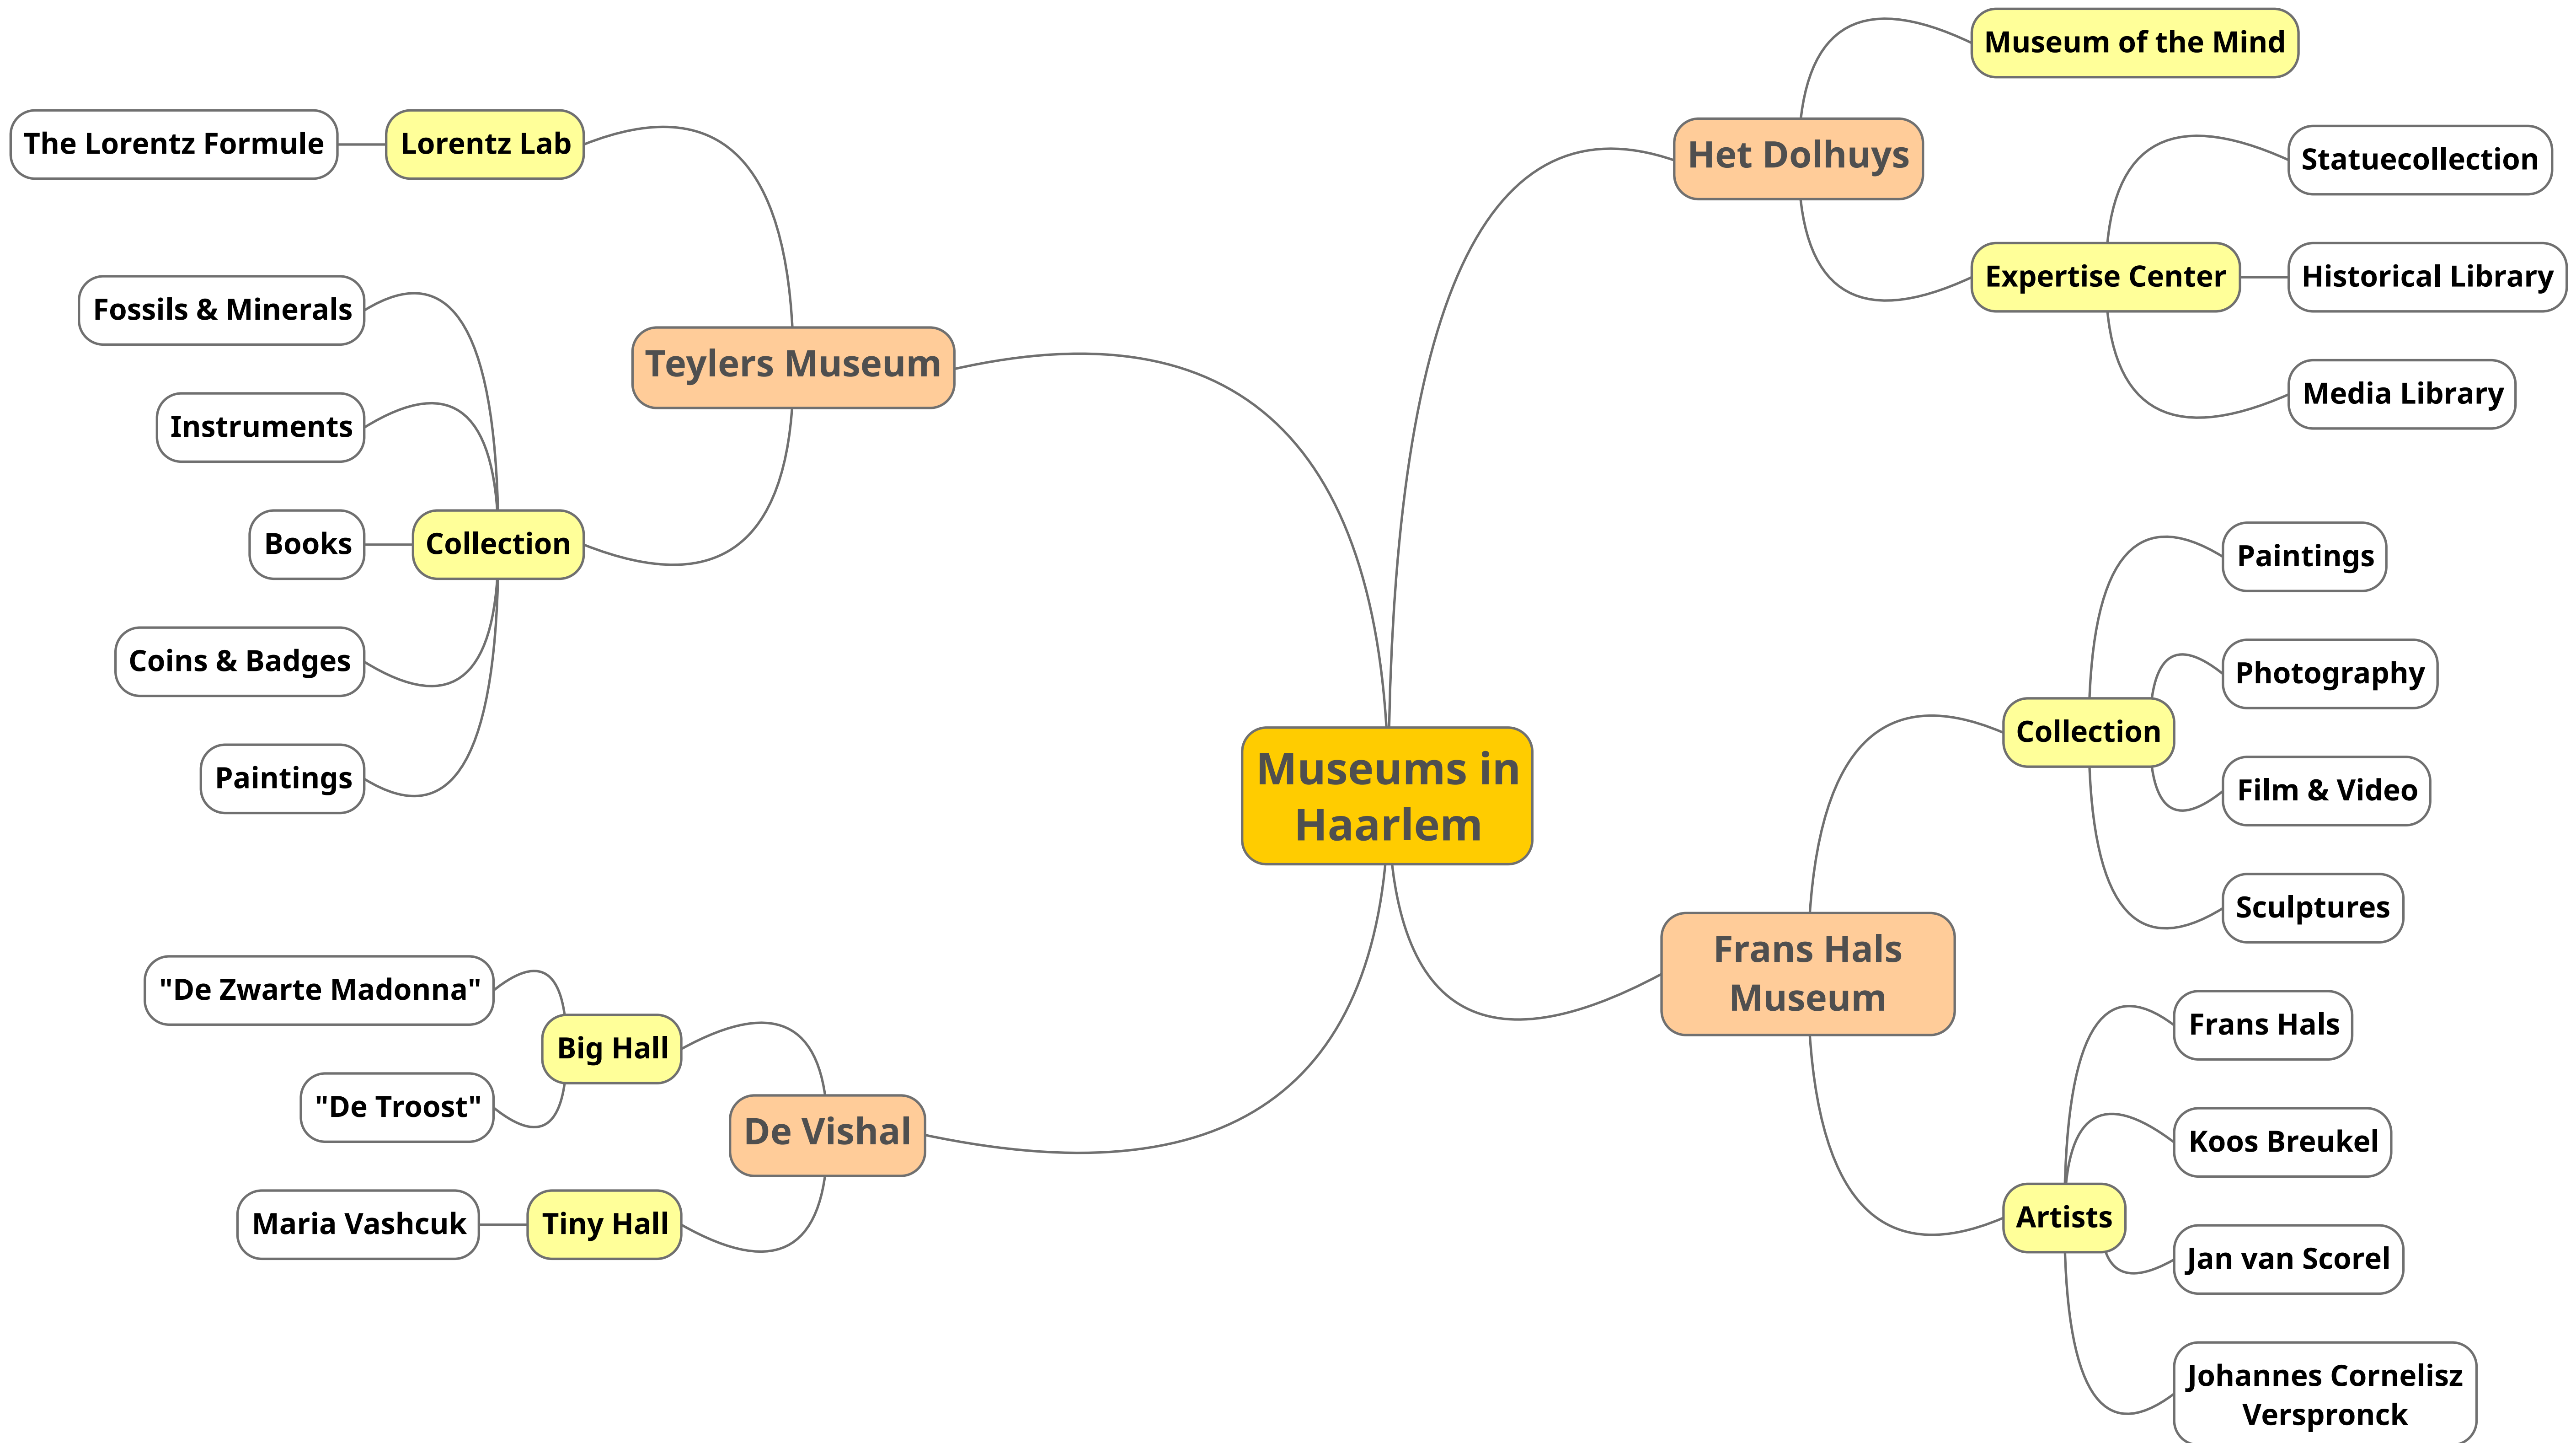 Museums in
Haarlem
Teylers Museum
Lorentz Lab
The Lorentz Formule
Collection
Fossils & Minerals
Instruments
Books
Coins & Badges
Paintings
De Vishal
Big Hall
"De Zwarte Madonna"
"De Troost"
Tiny Hall
Maria Vashcuk
Het Dolhuys
Museum of the Mind
Expertise Center
Statuecollection
Historical Library
Media Library
Frans Hals
Museum
Collection
Paintings
Photography
Film & Video
Sculptures
Artists
Frans Hals
Koos Breukel
Jan van Scorel
Johannes Cornelisz
Verspronck